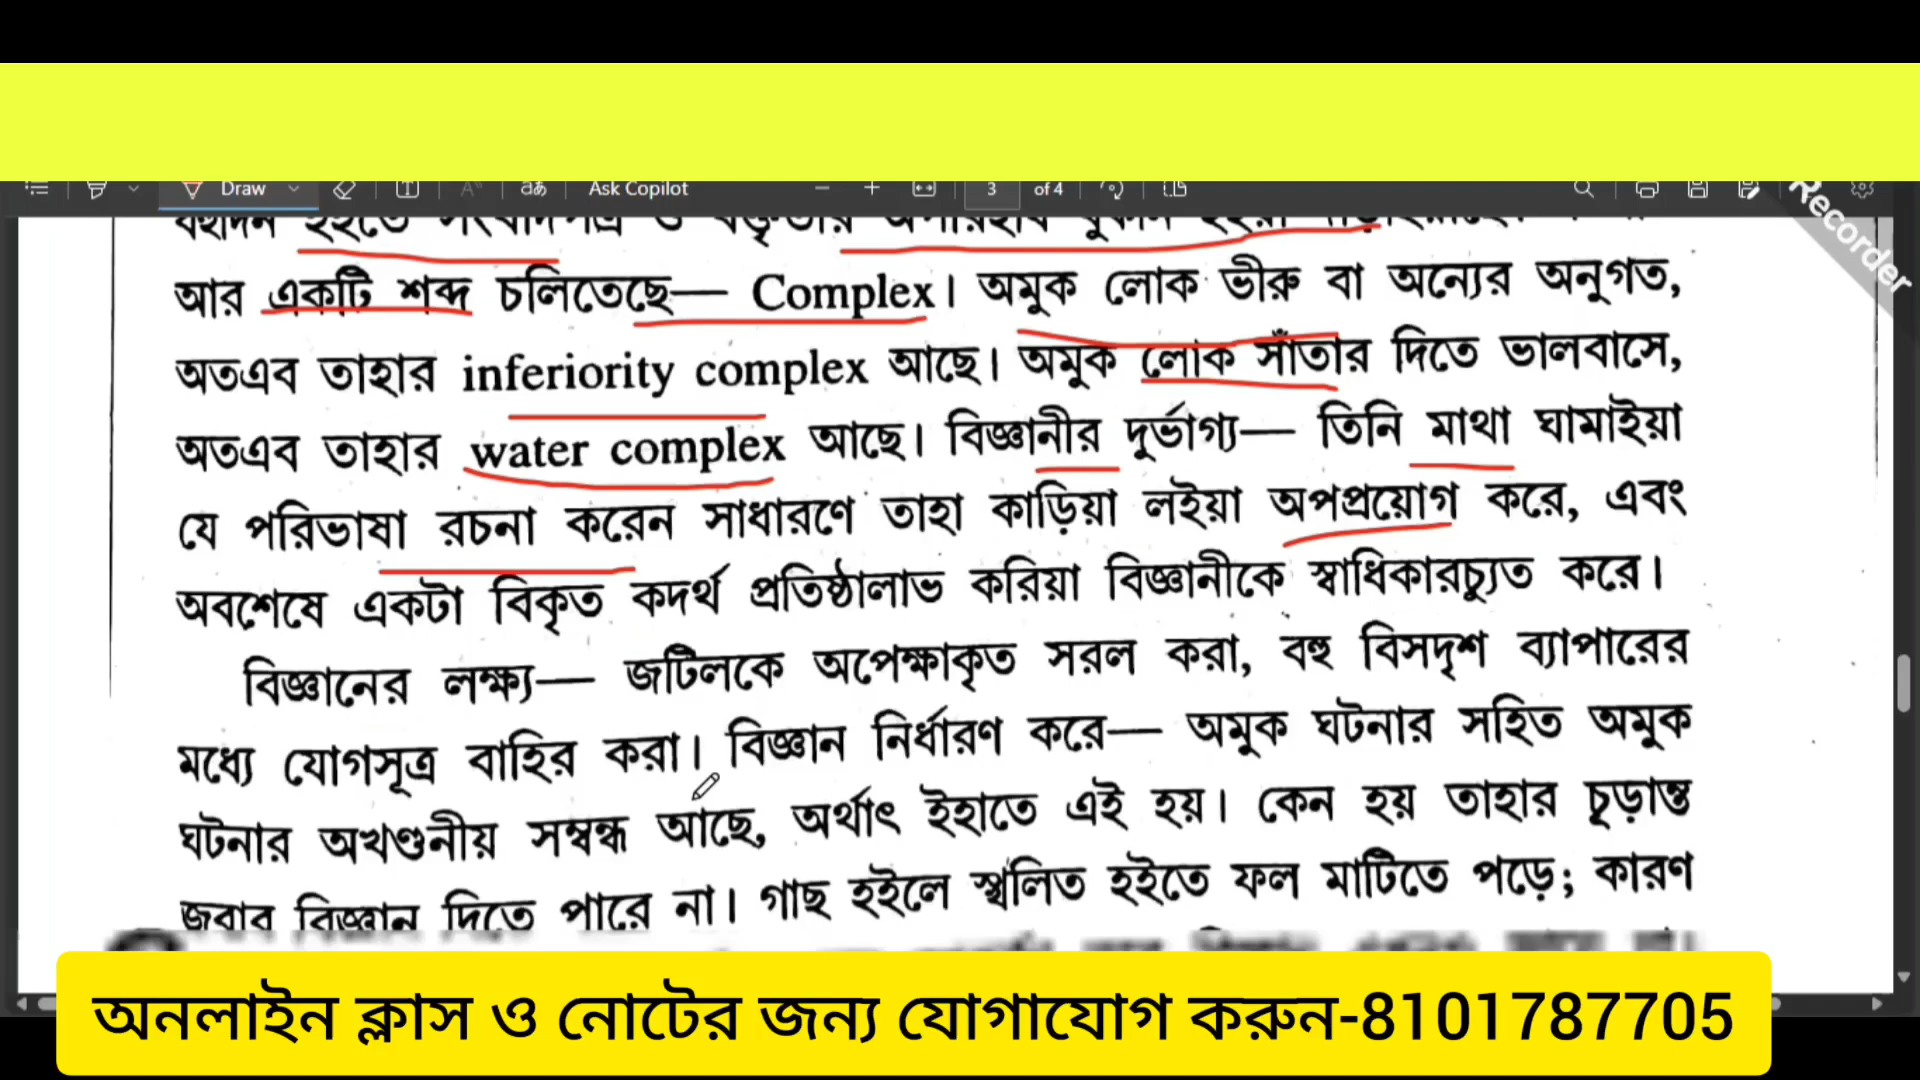 Draw
Ask Copilot
3 of 4
Recorder
আর একটি শব্দ চলিতেছে— Complex। অমুক লোক ভীরু বা অন্যের অনুগত,
অতএব তাহার inferiority complex আছে। অমুক লোক সাঁতার দিতে ভালবাসে,
অতএব তাহার water complex আছে। বিজ্ঞানীর দুর্ভাগ্য— তিনি মাথা ঘামাইয়া
যে পরিভাষা রচনা করেন সাধারণে তাহা কাড়িয়া লইয়া অপপ্রয়োগ করে, এবং
অবশেষে একটা বিকৃত কদর্থ প্রতিষ্ঠালাভ করিয়া বিজ্ঞানীকে স্বাধিকারচ্যুত করে।
বিজ্ঞানের লক্ষ্য— জটিলকে অপেক্ষাকৃত সরল করা, বহু বিসদৃশ ব্যাপারের
মধ্যে যোগসূত্র বাহির করা। বিজ্ঞান নির্ধারণ করে— অমুক ঘটনার সহিত অমুক
ঘটনার অখণ্ডনীয় সম্বন্ধ আছে, অর্থাৎ ইহাতে এই হয়। কেন হয় তাহার চূড়ান্ত
জবাব বিজ্ঞান দিতে পারে না। গাছ হইলে স্খলিত হইতে ফল মাটিতে পড়ে; কারণ
অনলাইন ক্লাস ও নোটের জন্য যোগাযোগ করুন-8101787705